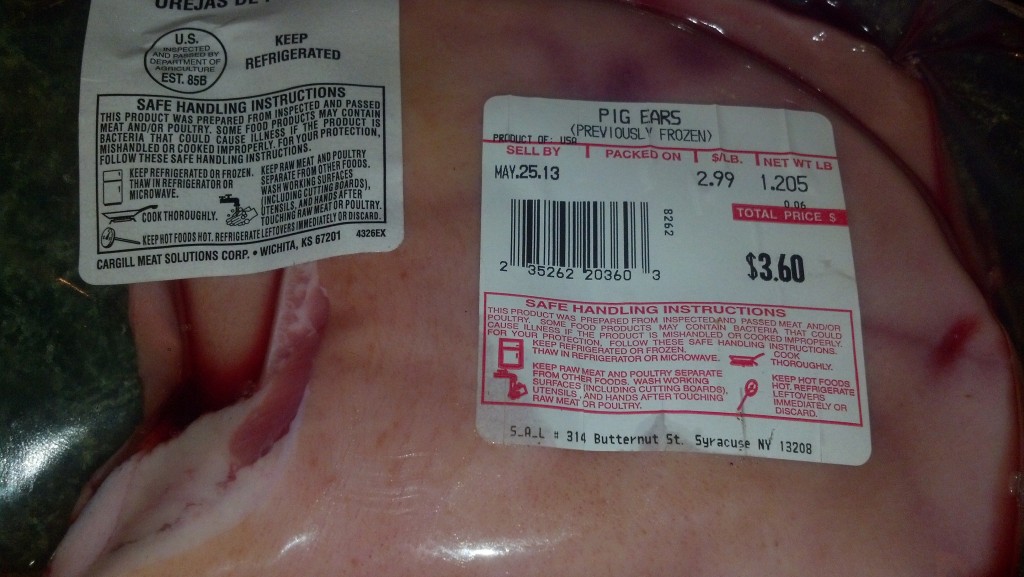 OREJAS DE
U.S.
INSPECTED
AND PASSED BY
DEPARTMENT OF
AGRICULTURE
EST. 85B
KEEP
REFRIGERATED
SAFE HANDLING INSTRUCTIONS
THIS PRODUCT WAS PREPARED FROM INSPECTED AND PASSED
MEAT AND/OR POULTRY. SOME FOOD PRODUCTS MAY CONTAIN
BACTERIA THAT COULD CAUSE ILLNESS IF THE PRODUCT IS
MISHANDLED OR COOKED IMPROPERLY. FOR YOUR PROTECTION,
FOLLOW THESE SAFE HANDLING INSTRUCTIONS.
KEEP REFRIGERATED OR FROZEN.
THAW IN REFRIGERATOR OR
MICROWAVE.
KEEP RAW MEAT AND POULTRY
SEPARATE FROM OTHER FOODS.
WASH WORKING SURFACES
(INCLUDING CUTTING BOARDS),
UTENSILS, AND HANDS AFTER
TOUCHING RAW MEAT OR POULTRY.
COOK THOROUGHLY.
KEEP HOT FOODS HOT. REFRIGERATE LEFTOVERS IMMEDIATELY OR DISCARD.
CARGILL MEAT SOLUTIONS CORP. • WICHITA, KS 67201 4326EX
PIG EARS
(PREVIOUSLY FROZEN)
PRODUCT OF: USA
SELL BY PACKED ON $/LB. NET WT LB
MAY.25.13 2.99 1.205
0.06
TOTAL PRICE $
8262
2 35262 20360 3
$3.60
SAFE HANDLING INSTRUCTIONS
THIS PRODUCT WAS PREPARED FROM INSPECTED AND PASSED MEAT AND/OR
POULTRY. SOME FOOD PRODUCTS MAY CONTAIN BACTERIA THAT COULD
CAUSE ILLNESS IF THE PRODUCT IS MISHANDLED OR COOKED IMPROPERLY.
FOR YOUR PROTECTION, FOLLOW THESE SAFE HANDLING INSTRUCTIONS.
KEEP REFRIGERATED OR FROZEN.
THAW IN REFRIGERATOR OR MICROWAVE.
COOK
THOROUGHLY.
KEEP RAW MEAT AND POULTRY SEPARATE
FROM OTHER FOODS. WASH WORKING
SURFACES (INCLUDING CUTTING BOARDS),
UTENSILS, AND HANDS AFTER TOUCHING
RAW MEAT OR POULTRY.
KEEP HOT FOODS
HOT. REFRIGERATE
LEFTOVERS
IMMEDIATELY OR
DISCARD.
314 Butternut St. Syracuse NY 13208